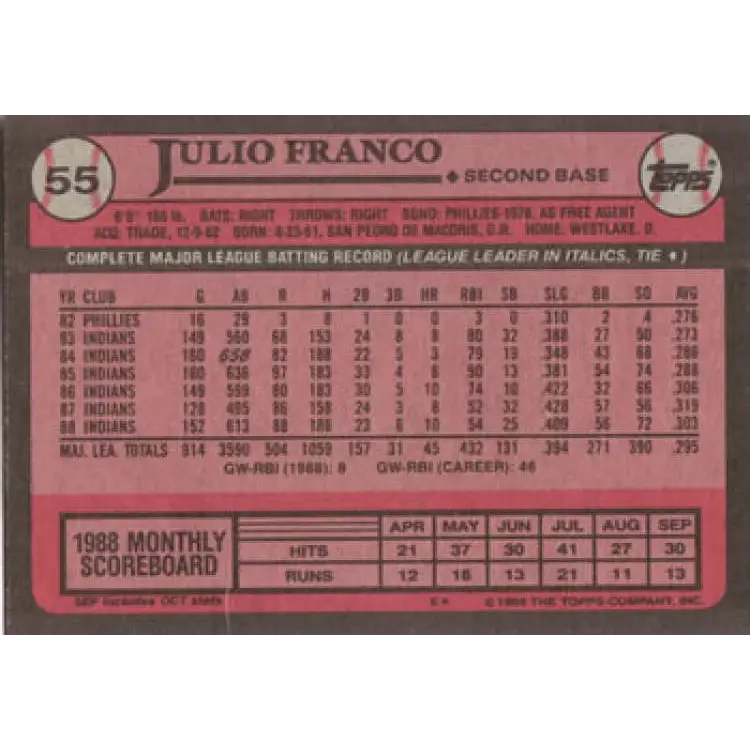 55
JULIO FRANCO
SECOND BASE
TOPPS
6'0" 165 lb. BATS: RIGHT THROWS: RIGHT SIGND: PHILLIES-1978, AS FREE AGENT
ACQ: TRADE, 12-9-82 BORN: 8-23-61, SAN PEDRO DE MACORIS, D.R. HOME: WESTLAKE, O.
COMPLETE MAJOR LEAGUE BATTING RECORD (LEAGUE LEADER IN ITALICS, TIE ♦)
YR CLUB G AB R H 2B 3B HR RBI SB SLG BB SO AVG
82 PHILLIES 16 29 3 8 1 0 0 3 0 .310 2 4 .276
83 INDIANS 149 560 68 153 24 8 8 80 32 .388 27 50 .273
84 INDIANS 160 658 82 188 22 5 3 79 19 .348 43 68 .286
85 INDIANS 160 636 97 183 33 4 6 90 13 .381 54 74 .288
86 INDIANS 149 599 80 183 30 5 10 74 10 .422 32 66 .306
87 INDIANS 128 495 86 158 24 3 8 52 32 .428 57 56 .319
88 INDIANS 152 613 88 186 23 6 10 54 25 .409 56 72 .303
MAJ. LEA. TOTALS 914 3590 504 1059 157 31 45 432 131 .394 271 390 .295
GW-RBI (1988): 8 GW-RBI (CAREER): 46
1988 MONTHLY SCOREBOARD
APR MAY JUN JUL AUG SEP
HITS 21 37 30 41 27 30
RUNS 12 16 13 21 11 13
SEP includes OCT stats
© 1989 THE TOPPS COMPANY, INC.